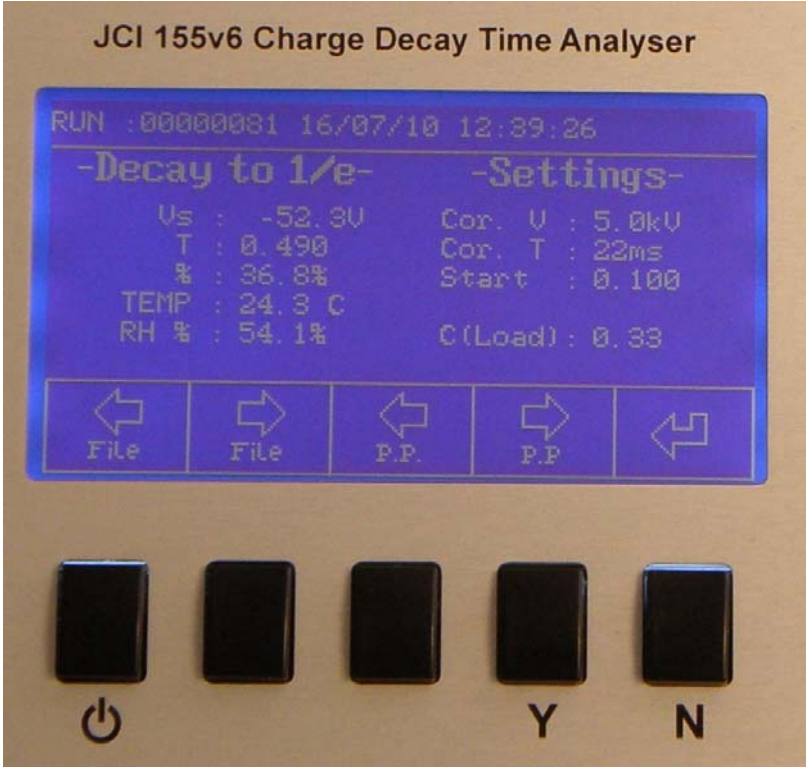 JCI 155v6 Charge Decay Time Analyser
RUN :00000081 16/07/10 12:39:26
-Decay to 1/e- -Settings-
Vs : -52.3V Cor. V : 5.0kV
T : 0.490 Cor. T : 22ms
% : 36.8% Start : 0.100
TEMP : 24.3 C
RH % : 54.1% C(Load): 0.33
File File P.P. P.P
Y N